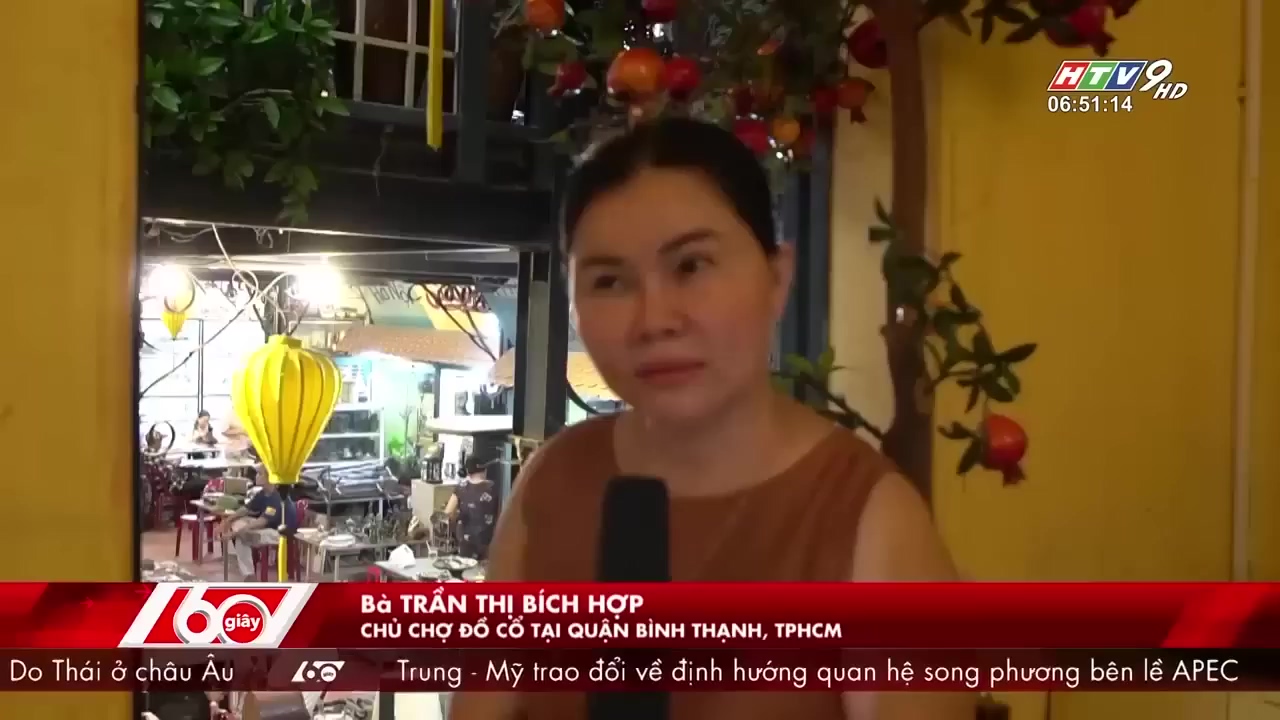 HTV9 HD
06:51:14
60 giây
Bà TRẦN THỊ BÍCH HỢP
CHỦ CHỢ ĐỒ CỔ TẠI QUẬN BÌNH THẠNH, TPHCM
Do Thái ở châu Âu 60 giây Trung - Mỹ trao đổi về định hướng quan hệ song phương bên lề APEC